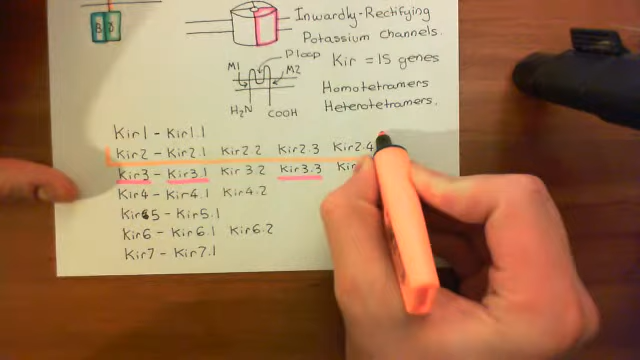 B
Inwardly-Rectifying
Potassium Channels.
P loop
Kir = 15 genes
M1
M2
Homotetramers
Heterotetramers.
H2N
COOH
Kir1 - Kir1.1
Kir2 - Kir2.1 Kir2.2 Kir2.3 Kir2.4
Kir3 - Kir3.1 Kir3.2 Kir3.3 Ki
Kir4 - Kir4.1 Kir4.2
Kir5 - Kir5.1
Kir6 - Kir6.1 Kir6.2
Kir7 - Kir7.1